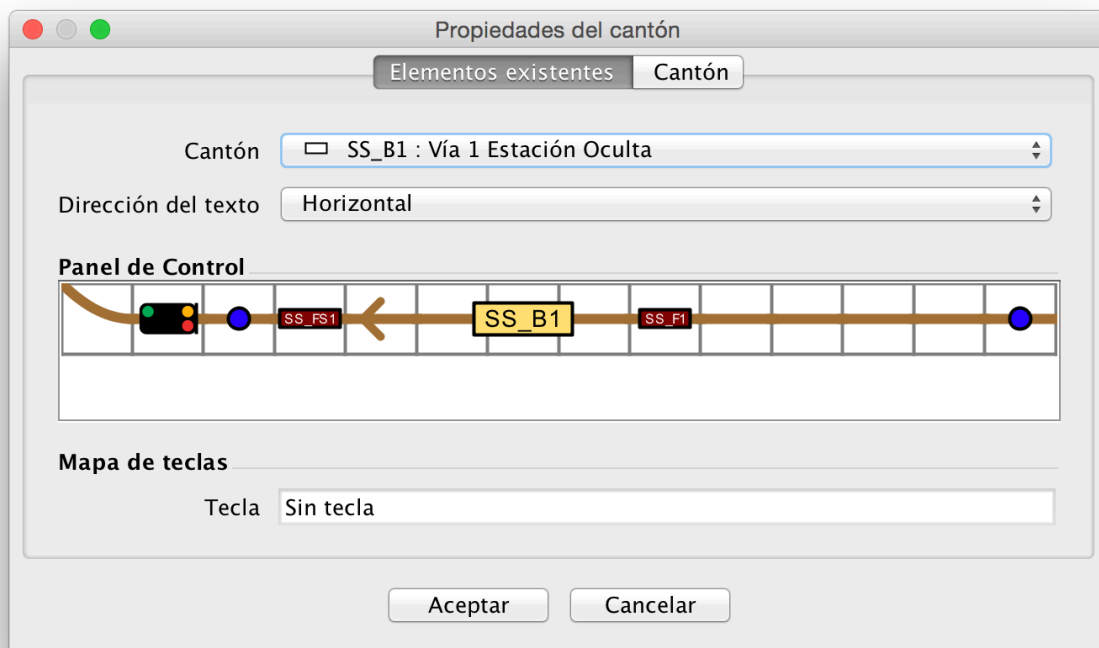 Propiedades del cantón
Elementos existentes Cantón
Cantón SS_B1 : Vía 1 Estación Oculta
Dirección del texto Horizontal
Panel de Control
SS_FS1 SS_B1 SS_F1
Mapa de teclas
Tecla Sin tecla
Aceptar Cancelar